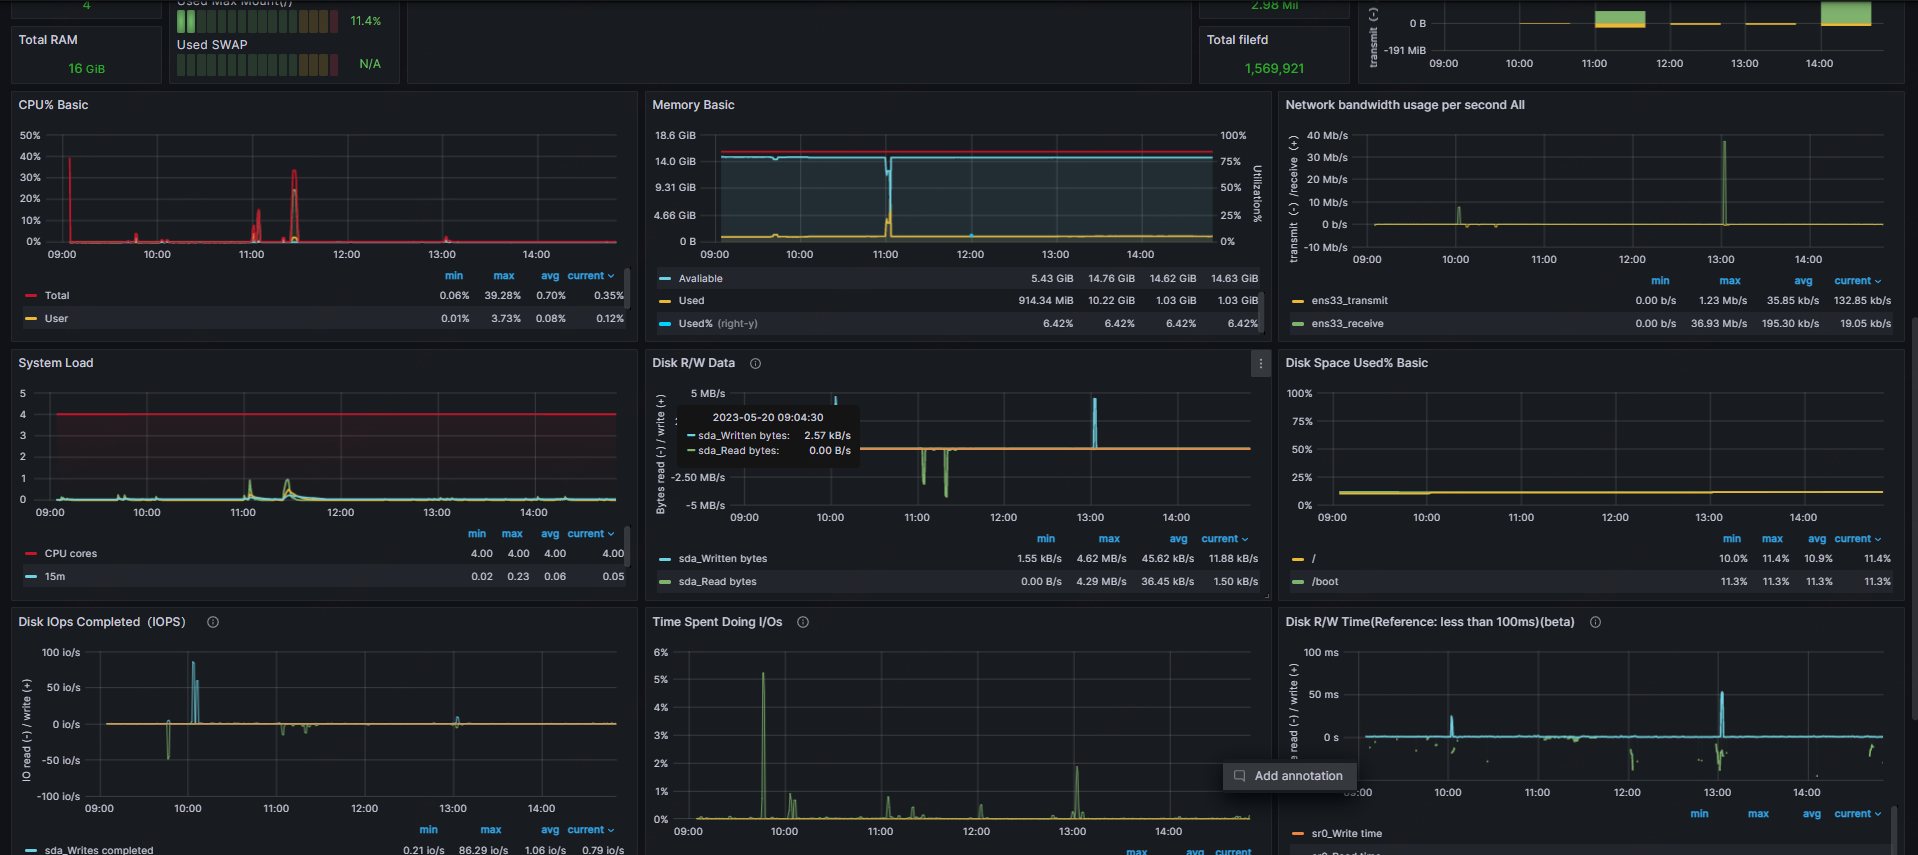 4
Total RAM
16 GiB
Used Max Mount(/)
11.4%
Used SWAP
N/A
2.98 Mil
Total filefd
1,569,921
transmit (-)
0 B
-191 MiB
09:00 10:00 11:00 12:00 13:00 14:00
CPU% Basic
50%
40%
30%
20%
10%
0%
09:00 10:00 11:00 12:00 13:00 14:00
min max avg current
Total 0.06% 39.28% 0.70% 0.35%
User 0.01% 3.73% 0.08% 0.12%
Memory Basic
18.6 GiB 100%
14.0 GiB 75%
9.31 GiB 50%
4.66 GiB 25%
0 B 0%
Utilization%
09:00 10:00 11:00 12:00 13:00 14:00
Avaliable 5.43 GiB 14.76 GiB 14.62 GiB 14.63 GiB
Used 914.34 MiB 10.22 GiB 1.03 GiB 1.03 GiB
Used% (right-y) 6.42% 6.42% 6.42% 6.42%
Network bandwidth usage per second All
transmit (-) /receive (+)
40 Mb/s
30 Mb/s
20 Mb/s
10 Mb/s
0 b/s
-10 Mb/s
09:00 10:00 11:00 12:00 13:00 14:00
min max avg current
ens33_transmit 0.00 b/s 1.23 Mb/s 35.85 kb/s 132.85 kb/s
ens33_receive 0.00 b/s 36.93 Mb/s 195.30 kb/s 19.05 kb/s
System Load
5
4
3
2
1
0
09:00 10:00 11:00 12:00 13:00 14:00
min max avg current
CPU cores 4.00 4.00 4.00 4.00
15m 0.02 0.23 0.06 0.05
Disk R/W Data
Bytes read (-) / write (+)
5 MB/s
2023-05-20 09:04:30
sda_Written bytes: 2.57 kB/s
sda_Read bytes: 0.00 B/s
-2.50 MB/s
-5 MB/s
09:00 10:00 11:00 12:00 13:00 14:00
min max avg current
sda_Written bytes 1.55 kB/s 4.62 MB/s 45.62 kB/s 11.88 kB/s
sda_Read bytes 0.00 B/s 4.29 MB/s 36.45 kB/s 1.50 kB/s
Disk Space Used% Basic
100%
75%
50%
25%
0%
09:00 10:00 11:00 12:00 13:00 14:00
min max avg current
/ 10.0% 11.4% 10.9% 11.4%
/boot 11.3% 11.3% 11.3% 11.3%
Disk IOps Completed（IOPS）
IO read (-) / write (+)
100 io/s
50 io/s
0 io/s
-50 io/s
-100 io/s
09:00 10:00 11:00 12:00 13:00 14:00
min max avg current
sda_Writes completed 0.21 io/s 86.29 io/s 1.06 io/s 0.79 io/s
Time Spent Doing I/Os
6%
5%
4%
3%
2%
1%
0%
09:00 10:00 11:00 12:00 13:00 14:00
max avg current
Disk R/W Time(Reference: less than 100ms)(beta)
read (-) / write (+)
100 ms
50 ms
0 s
Add annotation
:00 10:00 11:00 12:00 13:00 14:00
min max avg current
sr0_Write time